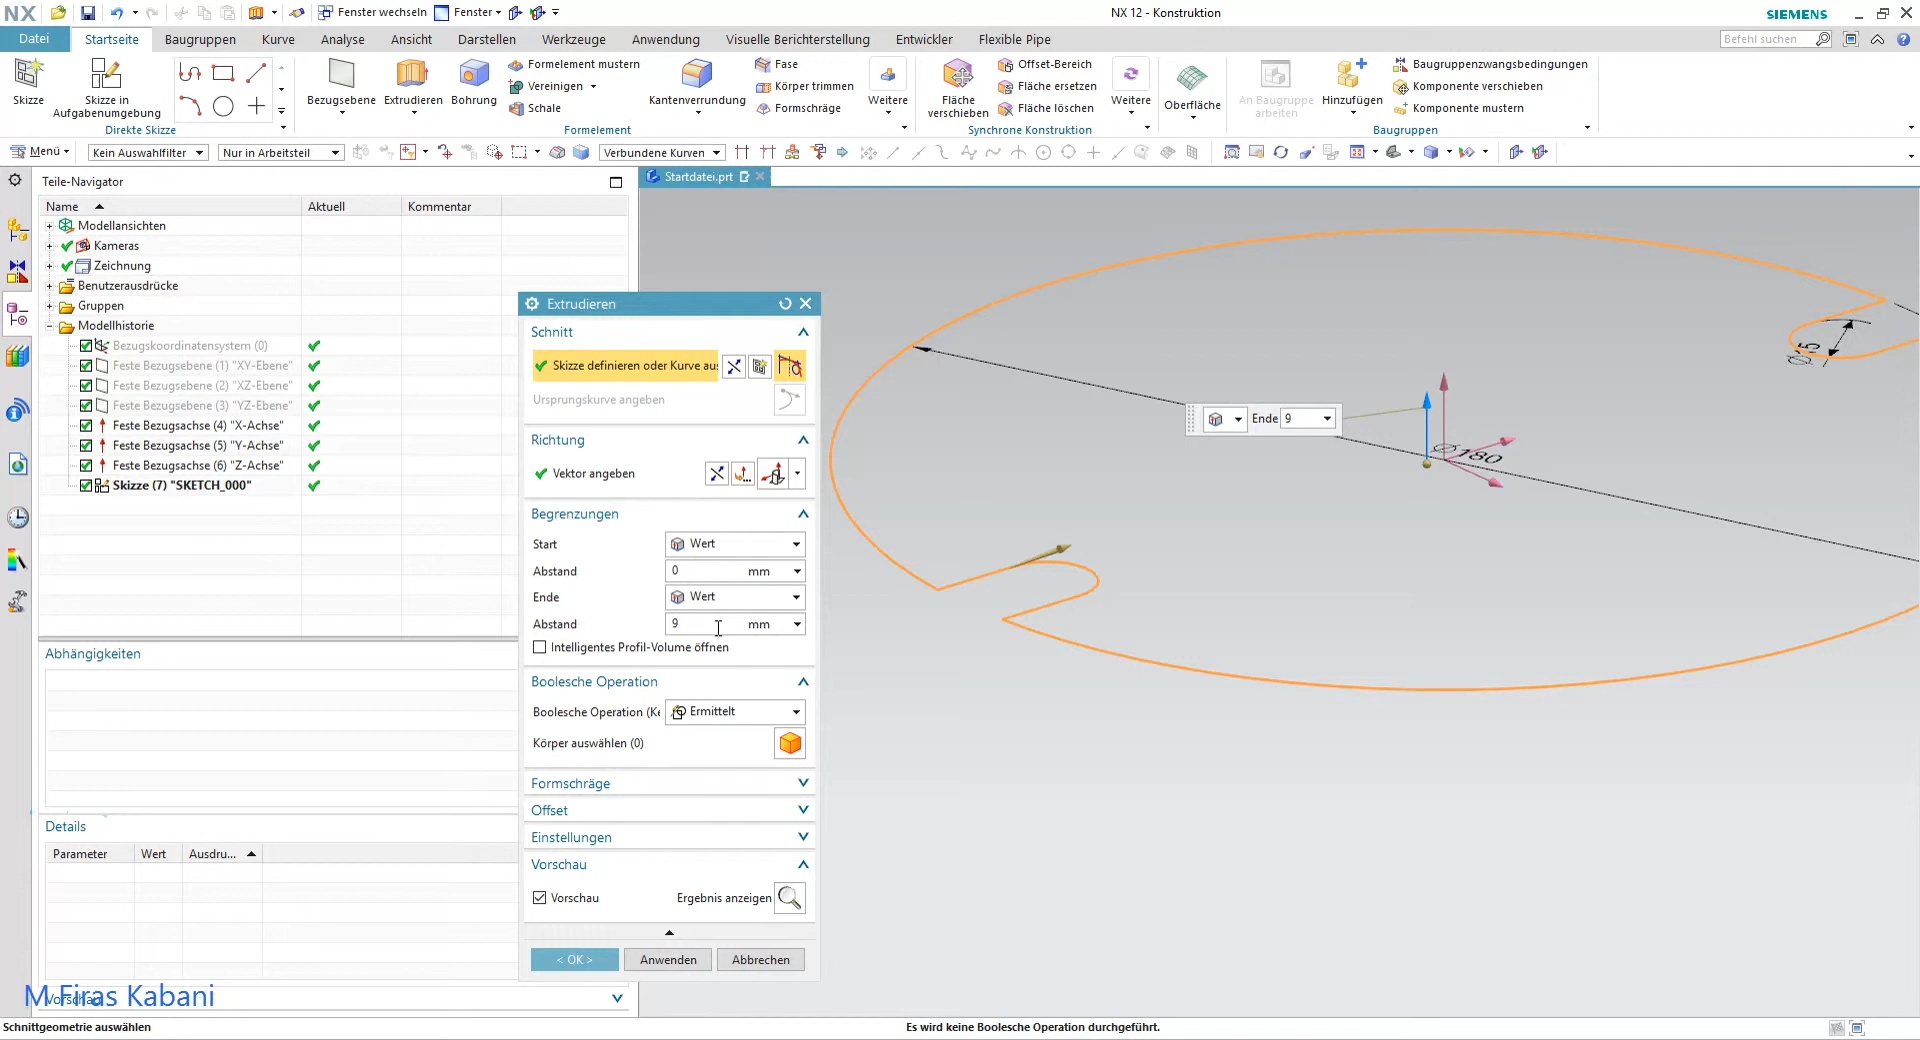 NX
Fenster wechseln
Fenster
NX 12 - Konstruktion
SIEMENS
Datei
Startseite
Baugruppen
Kurve
Analyse
Ansicht
Darstellen
Werkzeuge
Anwendung
Visuelle Berichterstellung
Entwickler
Flexible Pipe
Befehl suchen
Skizze
Skizze in
Aufgabenumgebung
Direkte Skizze
Bezugsebene
Extrudieren
Bohrung
Formelement mustern
Vereinigen
Schale
Kantenverrundung
Fase
Körper trimmen
Formschräge
Weitere
Formelement
Fläche
verschieben
Offset-Bereich
Fläche ersetzen
Fläche löschen
Weitere
Synchrone Konstruktion
Oberfläche
An Baugruppe
arbeiten
Hinzufügen
Baugruppenzwangsbedingungen
Komponente verschieben
Komponente mustern
Baugruppen
Menü
Kein Auswahlfilter
Nur in Arbeitsteil
Verbundene Kurven
Teile-Navigator
Startdatei.prt
Name
Aktuell
Kommentar
Modellansichten
Kameras
Zeichnung
Benutzerausdrücke
Gruppen
Modellhistorie
Bezugskoordinatensystem (0)
Feste Bezugsebene (1) "XY-Ebene"
Feste Bezugsebene (2) "XZ-Ebene"
Feste Bezugsebene (3) "YZ-Ebene"
Feste Bezugsachse (4) "X-Achse"
Feste Bezugsachse (5) "Y-Achse"
Feste Bezugsachse (6) "Z-Achse"
Skizze (7) "SKETCH_000"
Abhängigkeiten
Details
Parameter
Wert
Ausdru...
M.Firas Kabani
Extrudieren
Schnitt
Skizze definieren oder Kurve aus
Ursprungskurve angeben
Richtung
Vektor angeben
Begrenzungen
Start
Wert
Abstand
0 mm
Ende
Wert
Abstand
9 mm
Intelligentes Profil-Volume öffnen
Boolesche Operation
Boolesche Operation (Ke
Ermittelt
Körper auswählen (0)
Formschräge
Offset
Einstellungen
Vorschau
Vorschau
Ergebnis anzeigen
< OK >
Anwenden
Abbrechen
Ende 9
Ø180
Schnittgeometrie auswählen
Es wird keine Boolesche Operation durchgeführt.